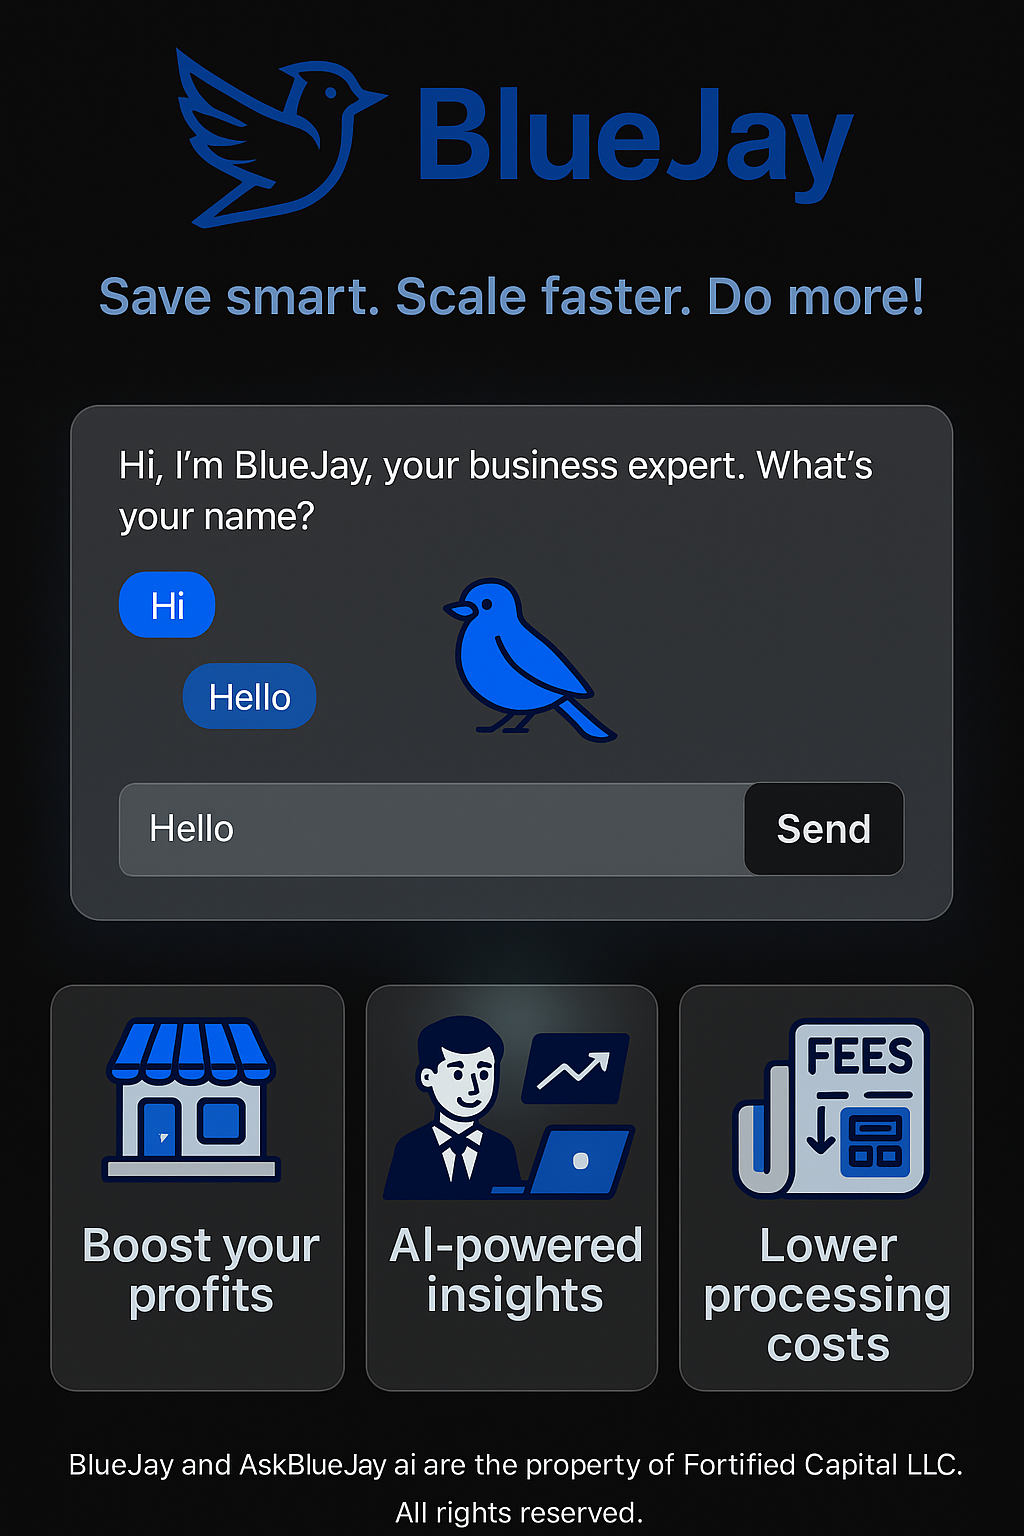 BlueJay
Save smart. Scale faster. Do more!
Hi, I’m BlueJay, your business expert. What’s
your name?
Hi
Hello
Hello
Send
FEES
Boost your
profits
AI-powered
insights
Lower
processing
costs
BlueJay and AskBlueJay ai are the property of Fortified Capital LLC.
All rights reserved.